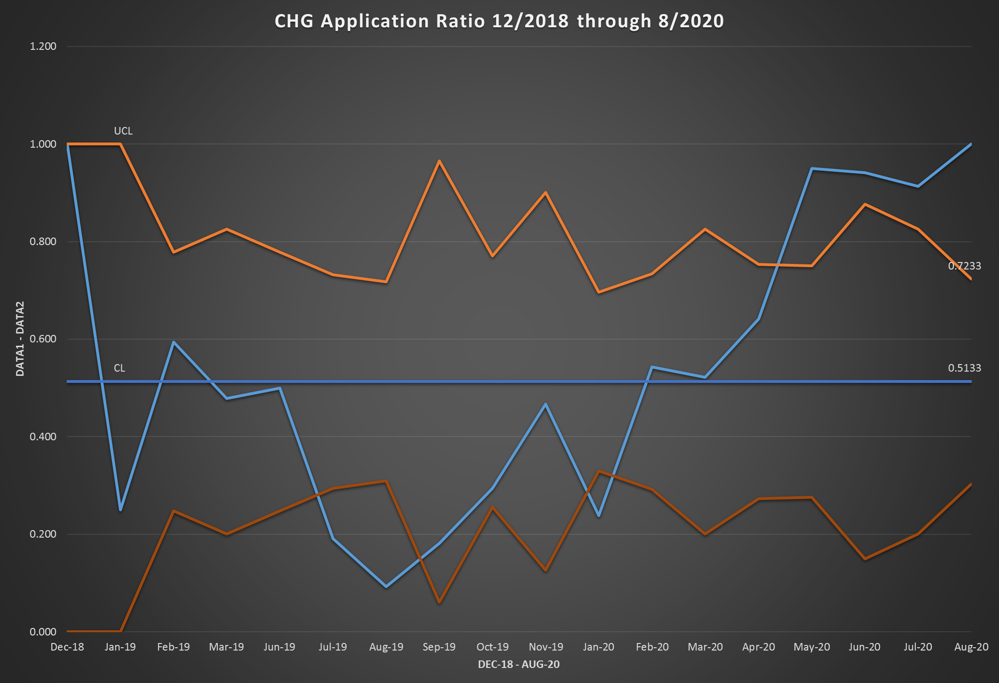 CHG Application Ratio 12/2018 through 8/2020
1.200
UCL
1.000
0.800
0.7233
DATA1 - DATA2
0.600
CL
0.5133
0.400
0.200
0.000
Dec-18 Jan-19 Feb-19 Mar-19 Jun-19 Jul-19 Aug-19 Sep-19 Oct-19 Nov-19 Jan-20 Feb-20 Mar-20 Apr-20 May-20 Jun-20 Jul-20 Aug-20
DEC-18 - AUG-20